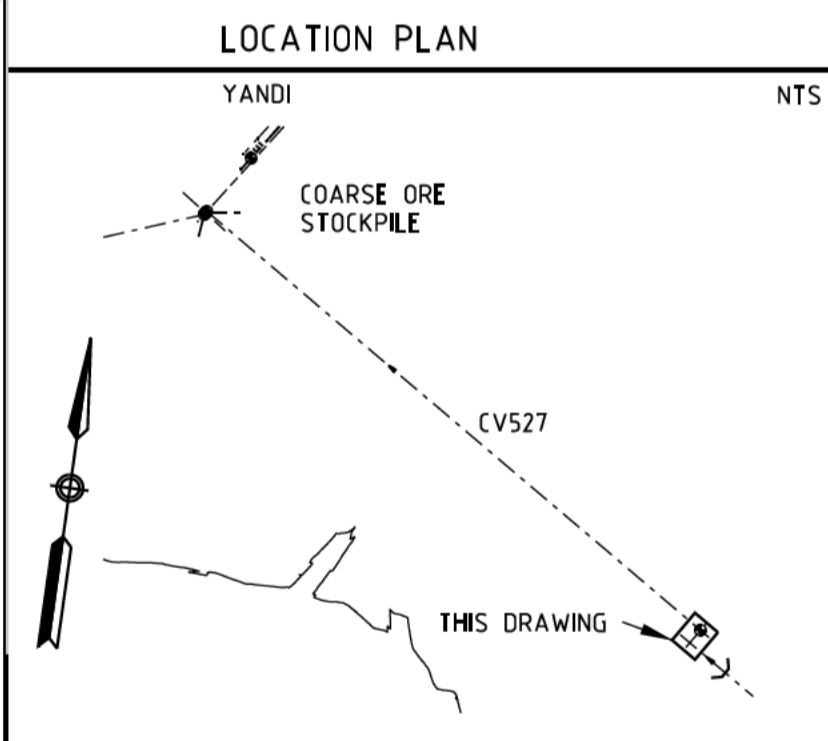 LOCATION PLAN
YANDI
NTS
COARSE ORE
STOCKPILE
CV527
THIS DRAWING